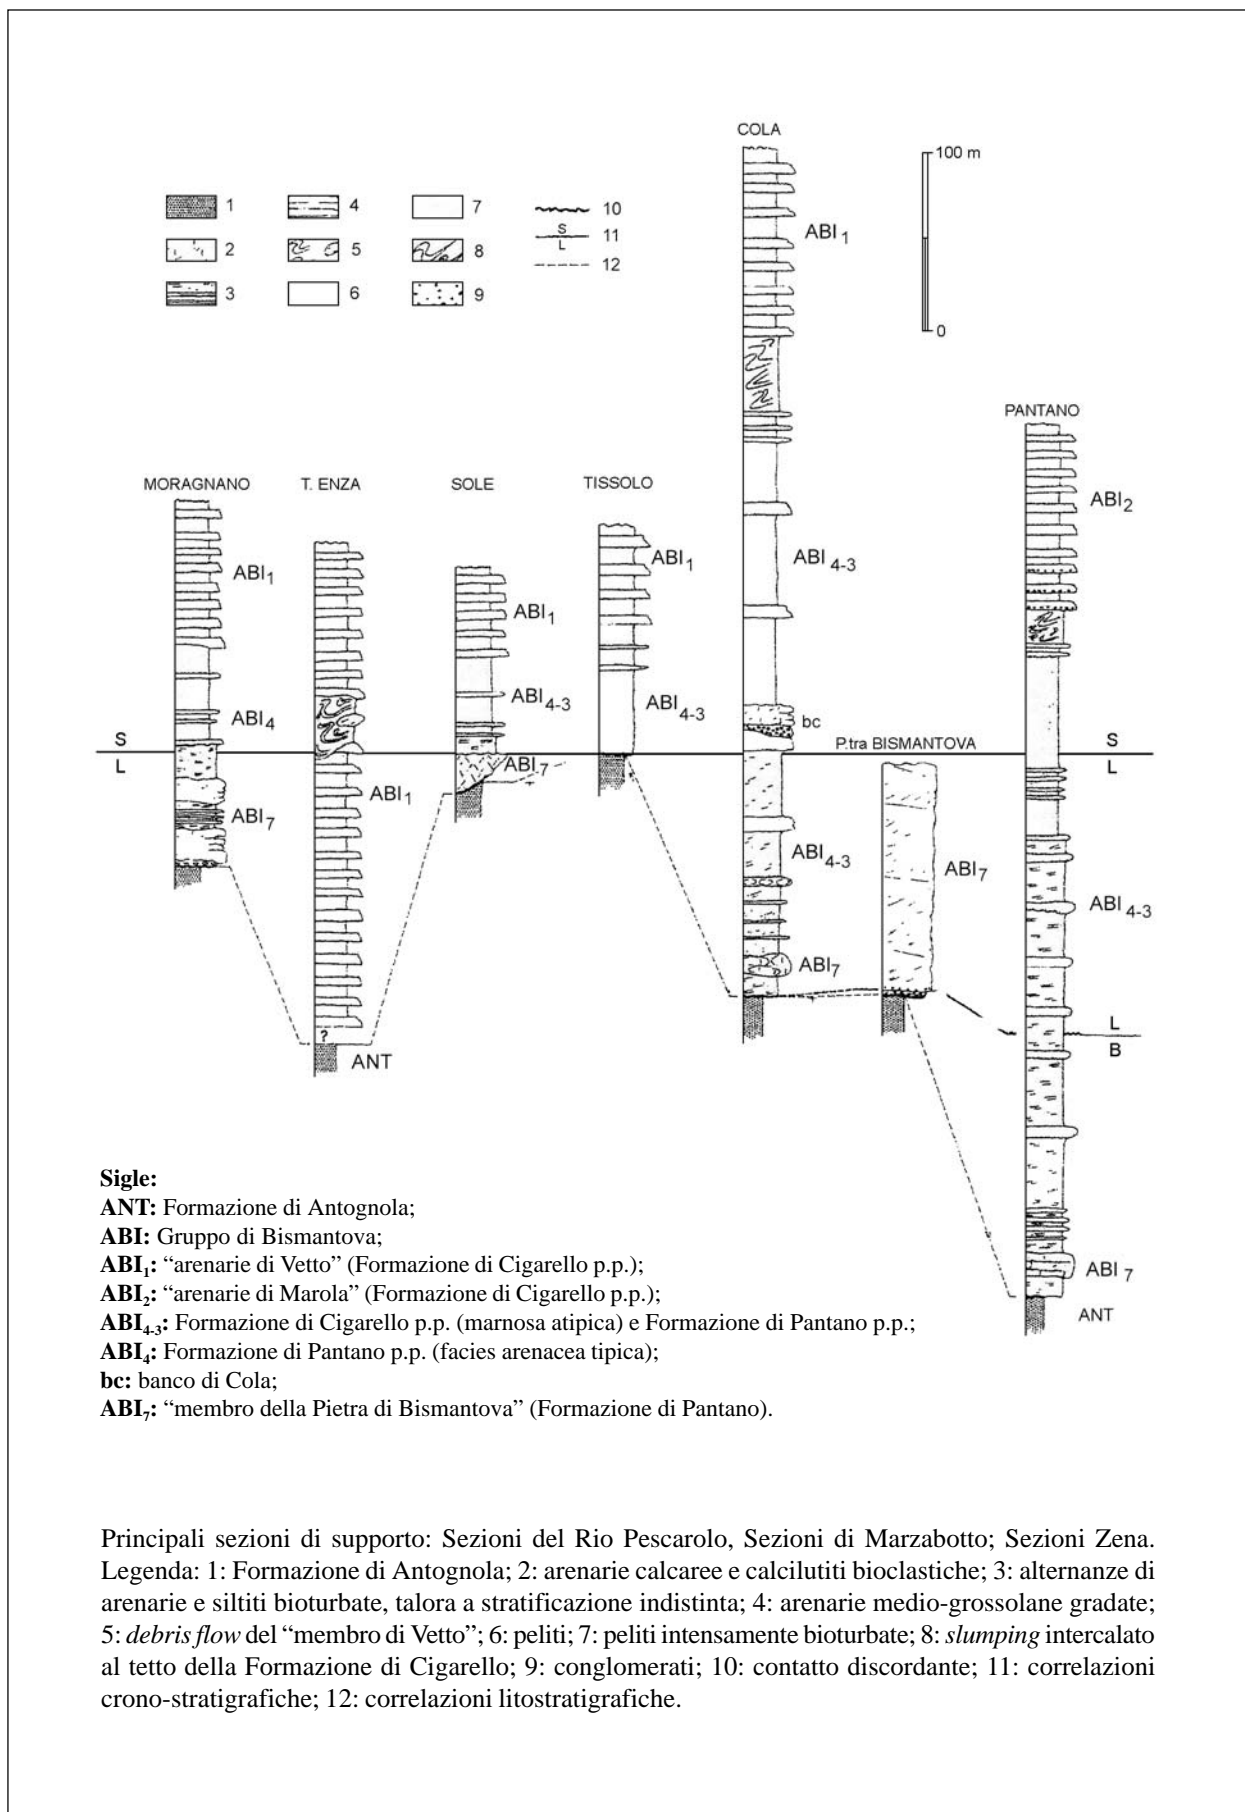 COLA
100 m
0
1
4
7
10
2
5
8
S
11
L
12
3
6
9
ABI1
PANTANO
ABI2
MORAGNANO
T. ENZA
SOLE
TISSOLO
ABI1
ABI1
ABI1
ABI4-3
ABI4
ABI4-3
ABI4-3
bc
P.tra BISMANTOVA
S
L
S
L
ABI7
ABI1
ABI7
ABI4-3
ABI7
ABI4-3
ABI7
L
B
?
ANT
ABI7
ANT
Sigle:
ANT: Formazione di Antognola;
ABI: Gruppo di Bismantova;
ABI1: “arenarie di Vetto” (Formazione di Cigarello p.p.);
ABI2: “arenarie di Marola” (Formazione di Cigarello p.p.);
ABI4-3: Formazione di Cigarello p.p. (marnosa atipica) e Formazione di Pantano p.p.;
ABI4: Formazione di Pantano p.p. (facies arenacea tipica);
bc: banco di Cola;
ABI7: “membro della Pietra di Bismantova” (Formazione di Pantano).
Principali sezioni di supporto: Sezioni del Rio Pescarolo, Sezioni di Marzabotto; Sezioni Zena.
Legenda: 1: Formazione di Antognola; 2: arenarie calcaree e calcilutiti bioclastiche; 3: alternanze di
arenarie e siltiti bioturbate, talora a stratificazione indistinta; 4: arenarie medio-grossolane gradate;
5: debris flow del “membro di Vetto”; 6: peliti; 7: peliti intensamente bioturbate; 8: slumping intercalato
al tetto della Formazione di Cigarello; 9: conglomerati; 10: contatto discordante; 11: correlazioni
crono-stratigrafiche; 12: correlazioni litostratigrafiche.